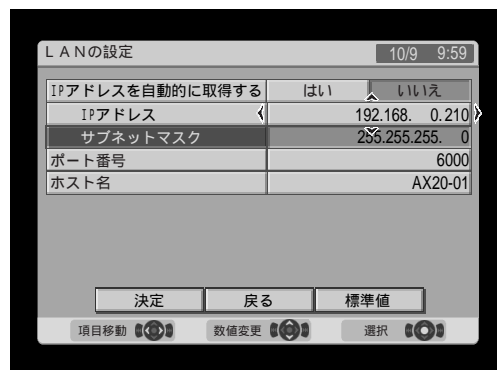 LANの設定 10/9 9:59
IPアドレスを自動的に取得する はい いいえ
IPアドレス 192.168. 0.210
サブネットマスク 255.255.255. 0
ポート番号 6000
ホスト名 AX20-01
決定 戻る 標準値
項目移動 数値変更 選択